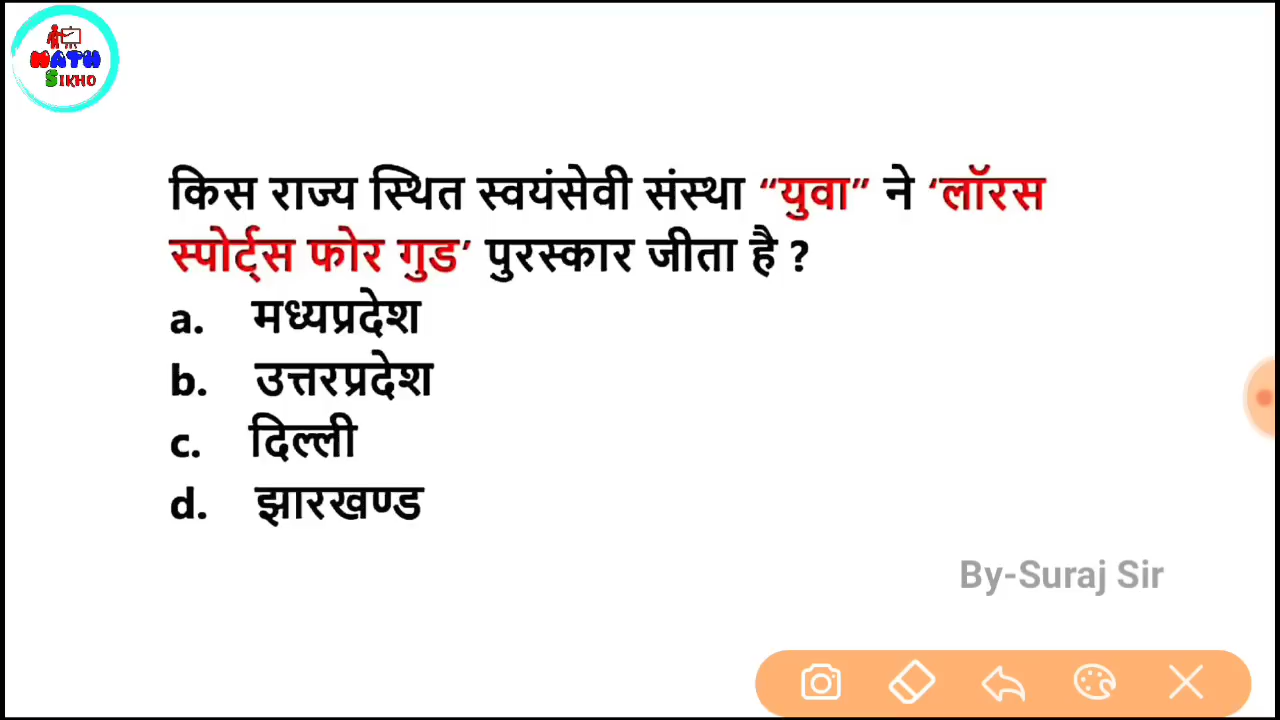 MATH
SIKHO
किस राज्य स्थित स्वयंसेवी संस्था “युवा” ने ‘लॉरस
स्पोर्ट्स फोर गुड’ पुरस्कार जीता है ?
a. मध्यप्रदेश
b. उत्तरप्रदेश
c. दिल्ली
d. झारखण्ड
By-Suraj Sir